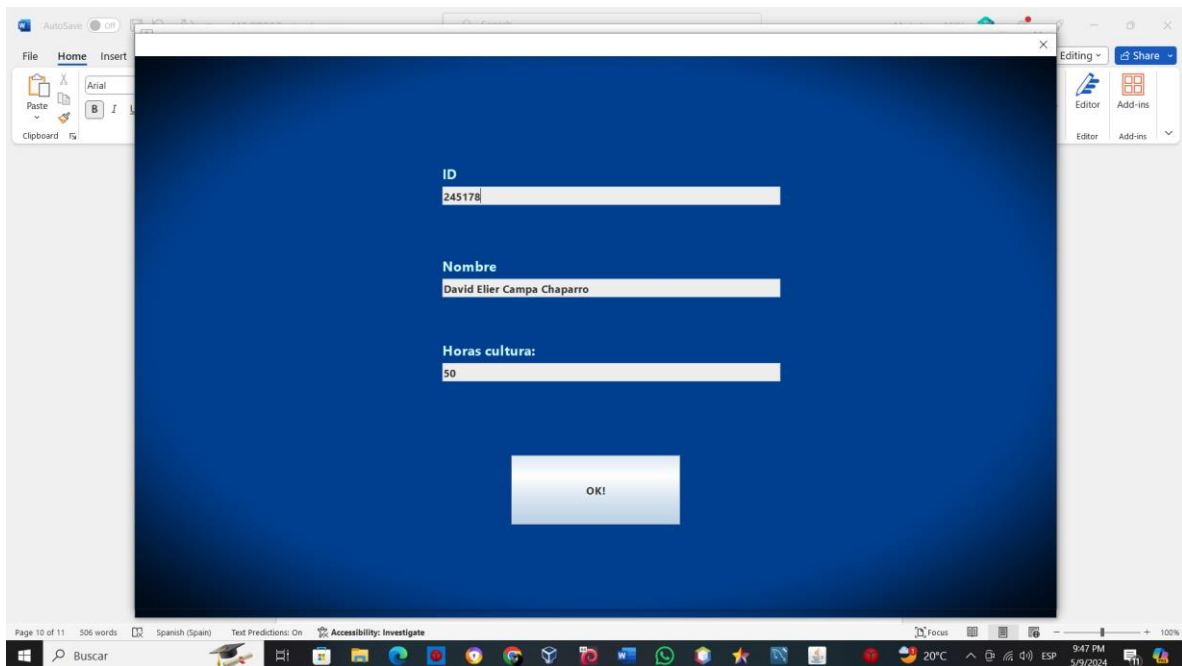 AutoSave Off
File Home Insert
Editing Share
Arial
Paste
B I U
Editor Add-ins
Clipboard
Editor Add-ins
ID
245178
Nombre
David Elier Campa Chaparro
Horas cultura:
50
OK!
Page 10 of 11 506 words Spanish (Spain) Text Predictions: On Accessibility: Investigate Focus 100%
Buscar 20°C ESP 9:47 PM
5/9/2024